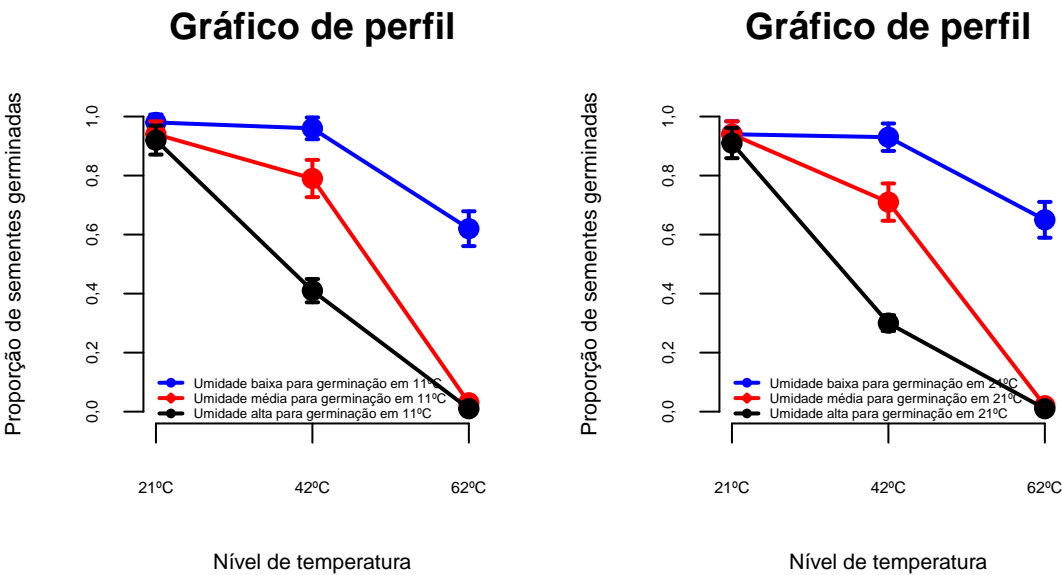 Gráfico de perfil
Proporção de sementes germinadas
1,0
0,8
0,6
0,4
0,2
0,0
Umidade baixa para germinação em 11ºC
Umidade média para germinação em 11ºC
Umidade alta para germinação em 11ºC
21ºC 42ºC 62ºC
Nível de temperatura
Gráfico de perfil
Proporção de sementes germinadas
1,0
0,8
0,6
0,4
0,2
0,0
Umidade baixa para germinação em 21ºC
Umidade média para germinação em 21ºC
Umidade alta para germinação em 21ºC
21ºC 42ºC 62ºC
Nível de temperatura